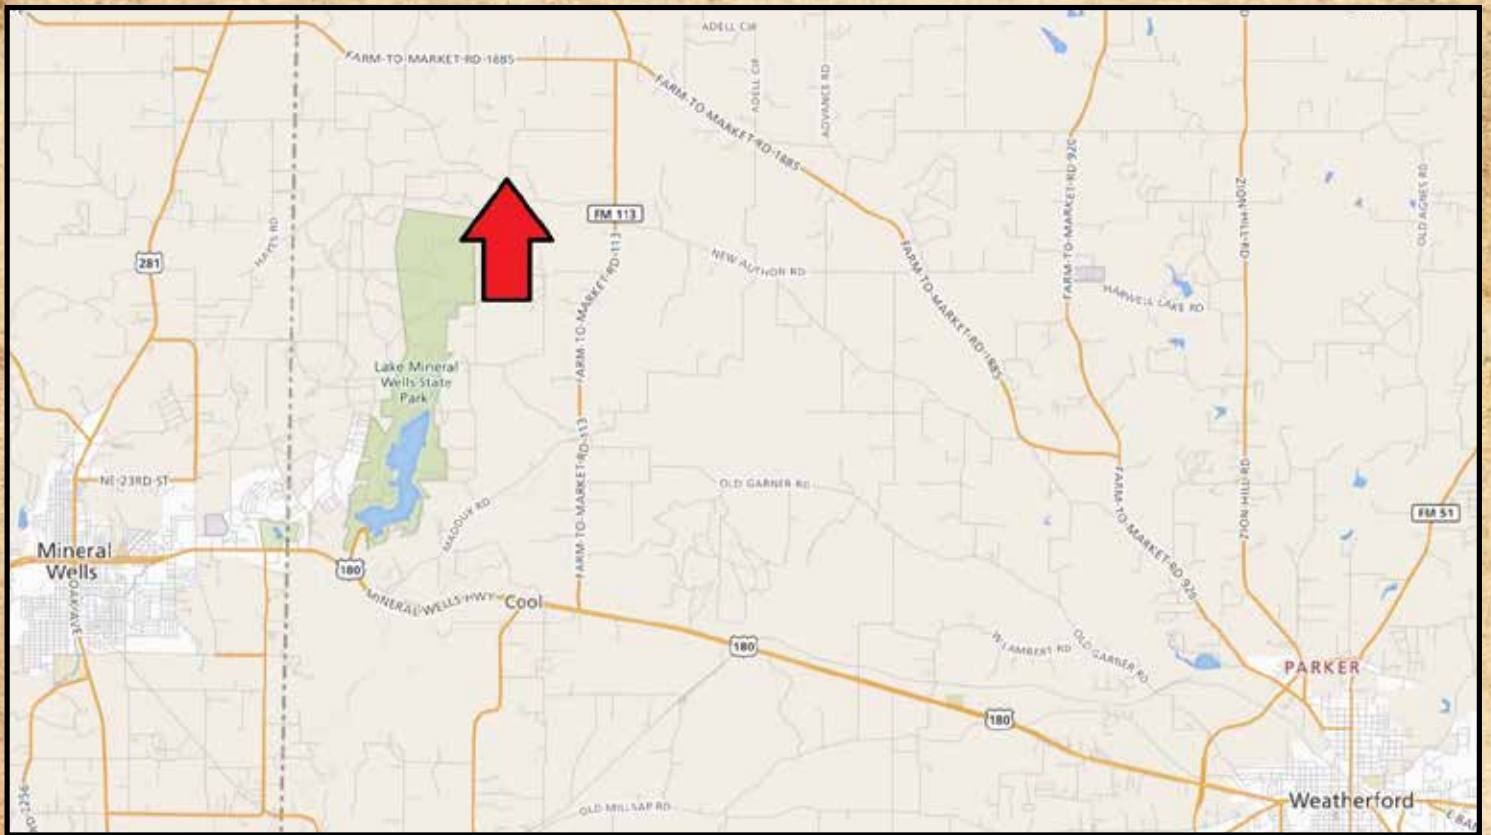 ADELL CIR
FARM-TO-MARKET-RD-1885
ADELL CIR
ADVANCE RD
FARM-TO-MARKET-RD-1885
FARM-TO-MARKET-RD-920
ZION-HILL-RD
OLD AGNES RD
FM 113
HAYES RD
281
NEW AUTHOR RD
FARM-TO-MARKET-RD-113
FARM-TO-MARKET-RD-1885
HARWELL LAKE RD
Lake Mineral
Wells State
Park
FARM-TO-MARKET-RD-113
NE-23RD-ST
OLD GARNER RD
ZION-HILL-RD
FM 51
MADDUX RD
FARM-TO-MARKET-RD-920
Mineral
Wells
180
OAK-AVE
MINERAL-WELLS-HWY
Cool
180
W LAMBERT RD
OLD GARNER RD
PARKER
180
1256
OLD MILLSAP RD
Weatherford